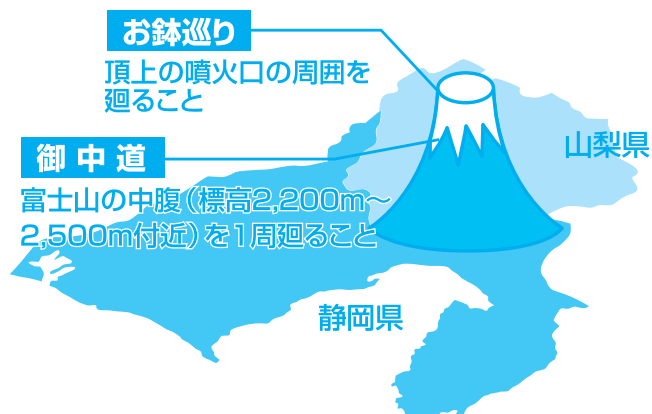 お鉢巡り
頂上の噴火口の周囲を
廻ること
御中道
富士山の中腹（標高2,200m〜
2,500m付近）を1周廻ること
山梨県
静岡県